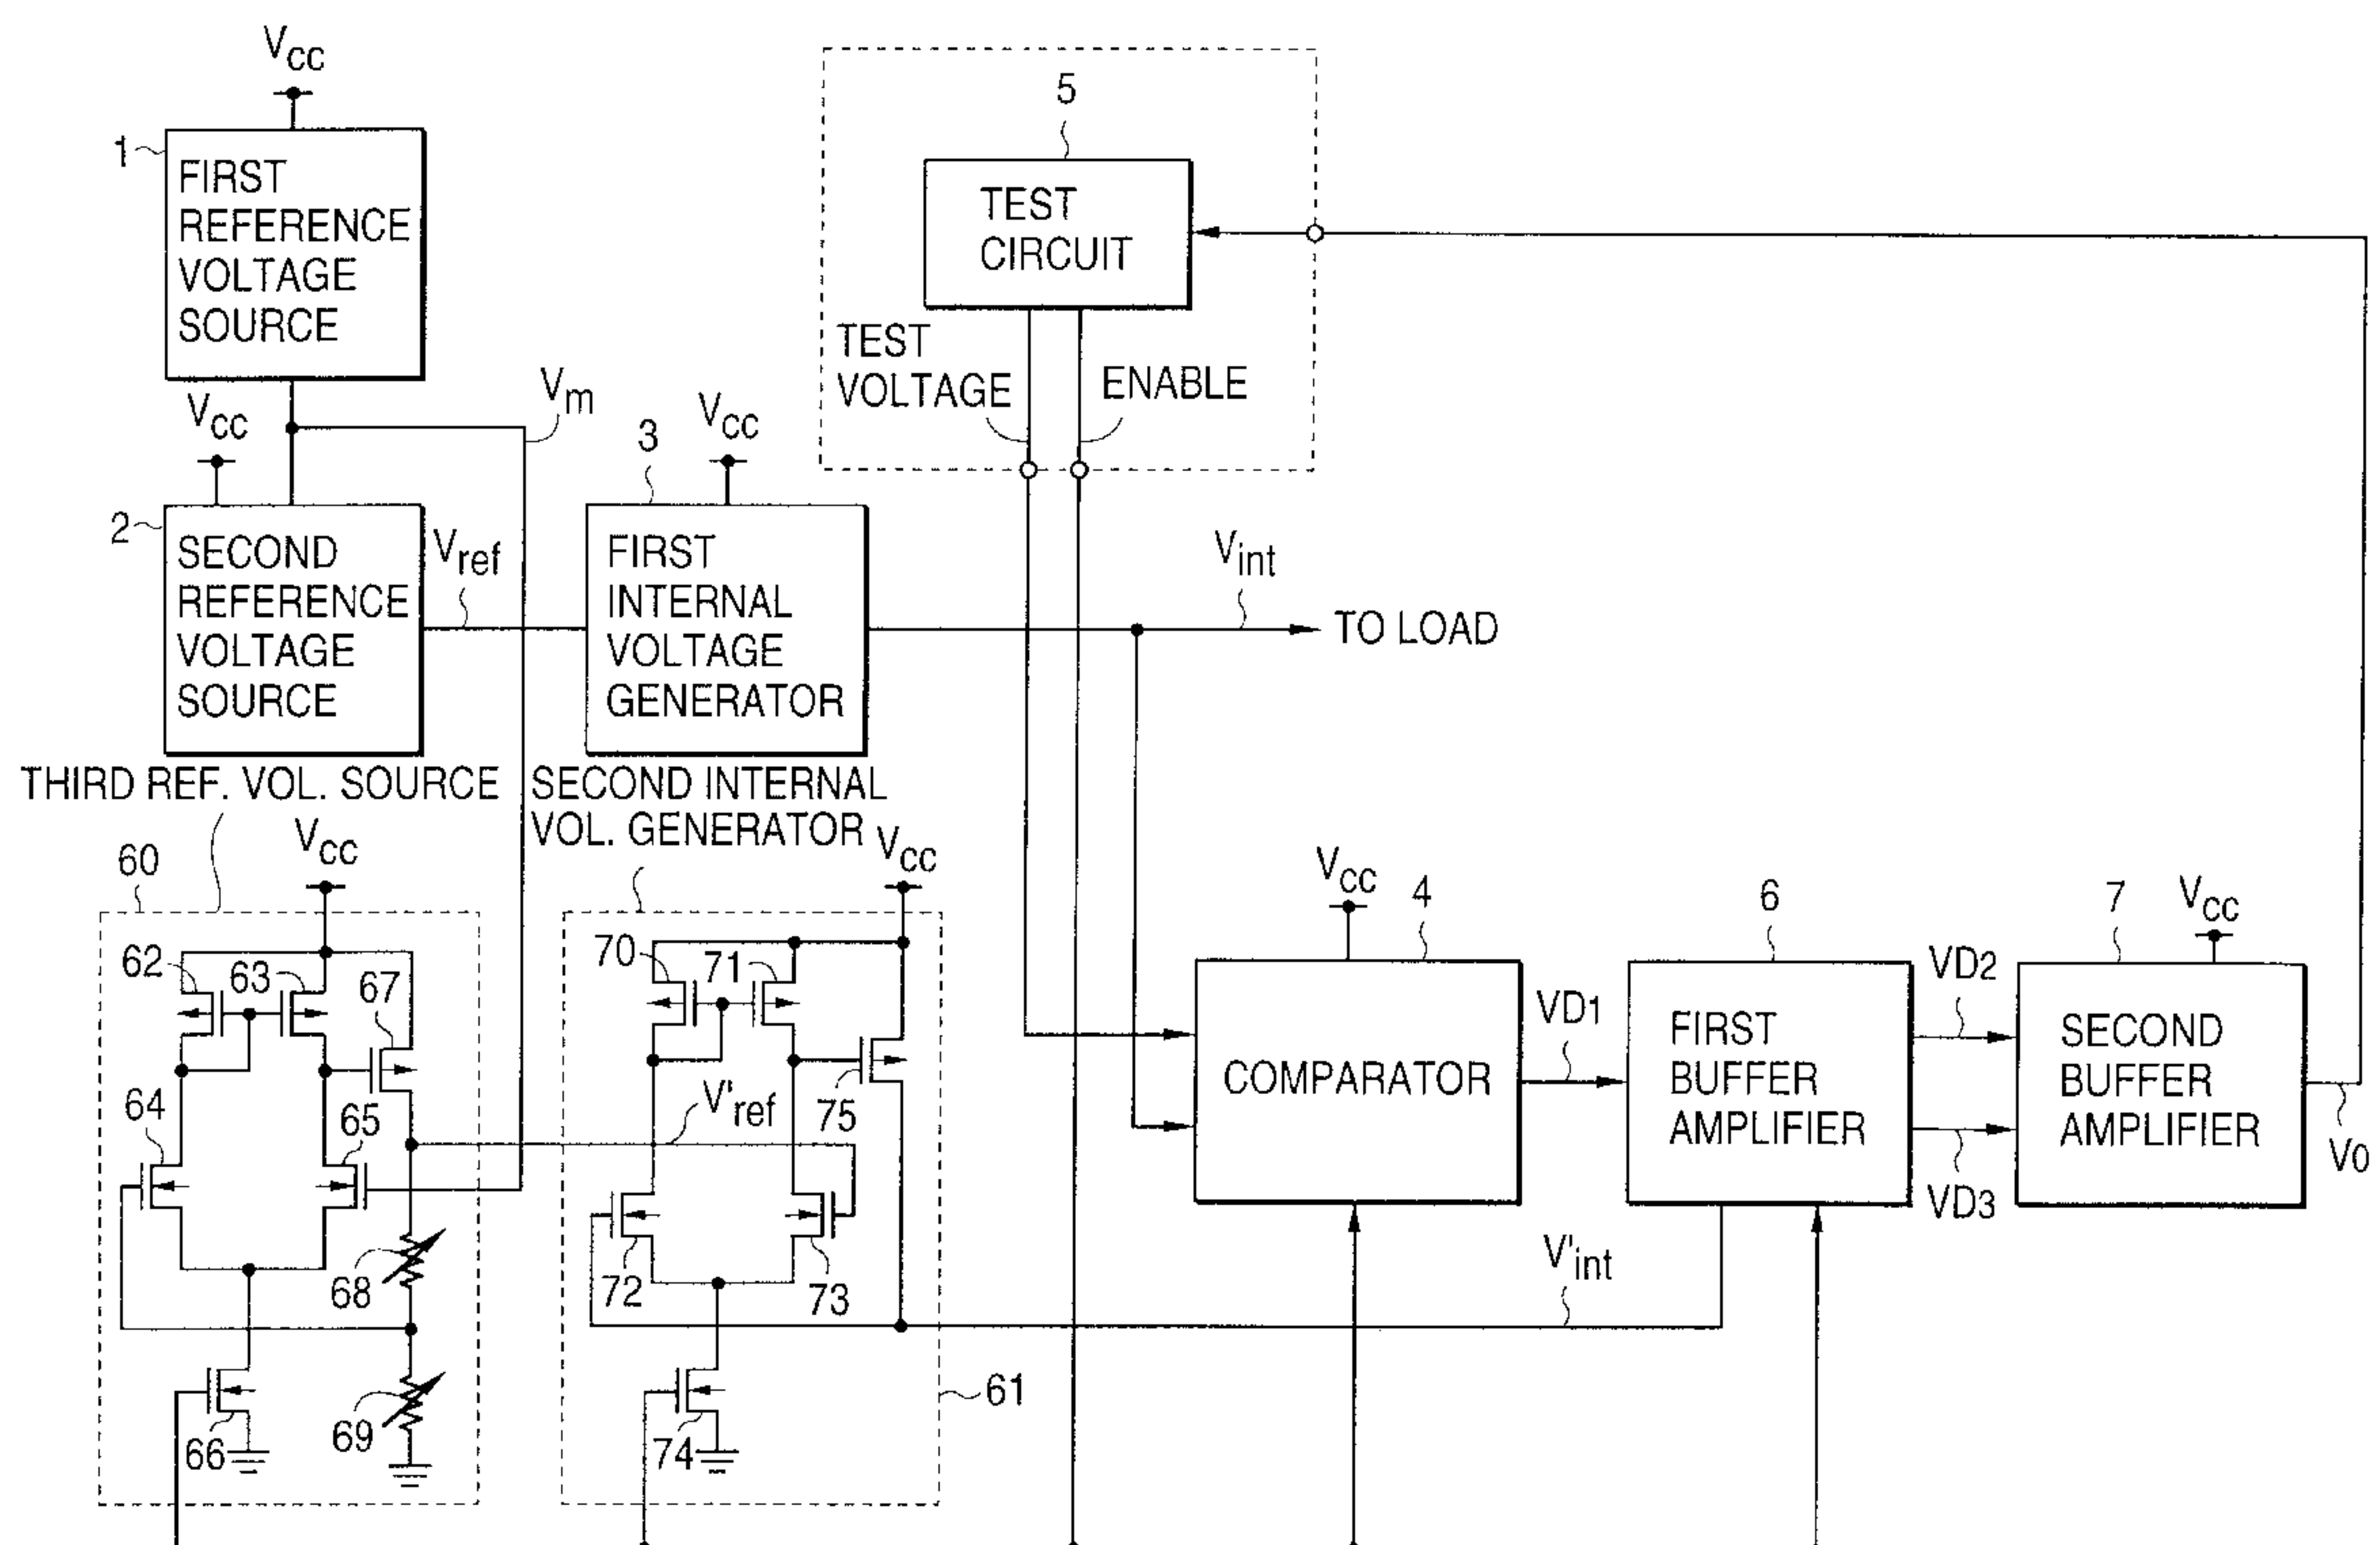 Vcc
1
FIRST
REFERENCE
VOLTAGE
SOURCE
5
TEST
CIRCUIT
TEST
VOLTAGE
ENABLE
Vm
Vcc
2
SECOND
REFERENCE
VOLTAGE
SOURCE
Vref
3
Vcc
FIRST
INTERNAL
VOLTAGE
GENERATOR
Vint
TO LOAD
THIRD REF. VOL. SOURCE
SECOND INTERNAL
VOL. GENERATOR
60
Vcc
62
63
67
64
65
68
69
66
Vcc
70
71
75
V'ref
72
73
74
61
Vcc
4
COMPARATOR
VD1
6
FIRST
BUFFER
AMPLIFIER
VD2
VD3
7
Vcc
SECOND
BUFFER
AMPLIFIER
V0
V'int